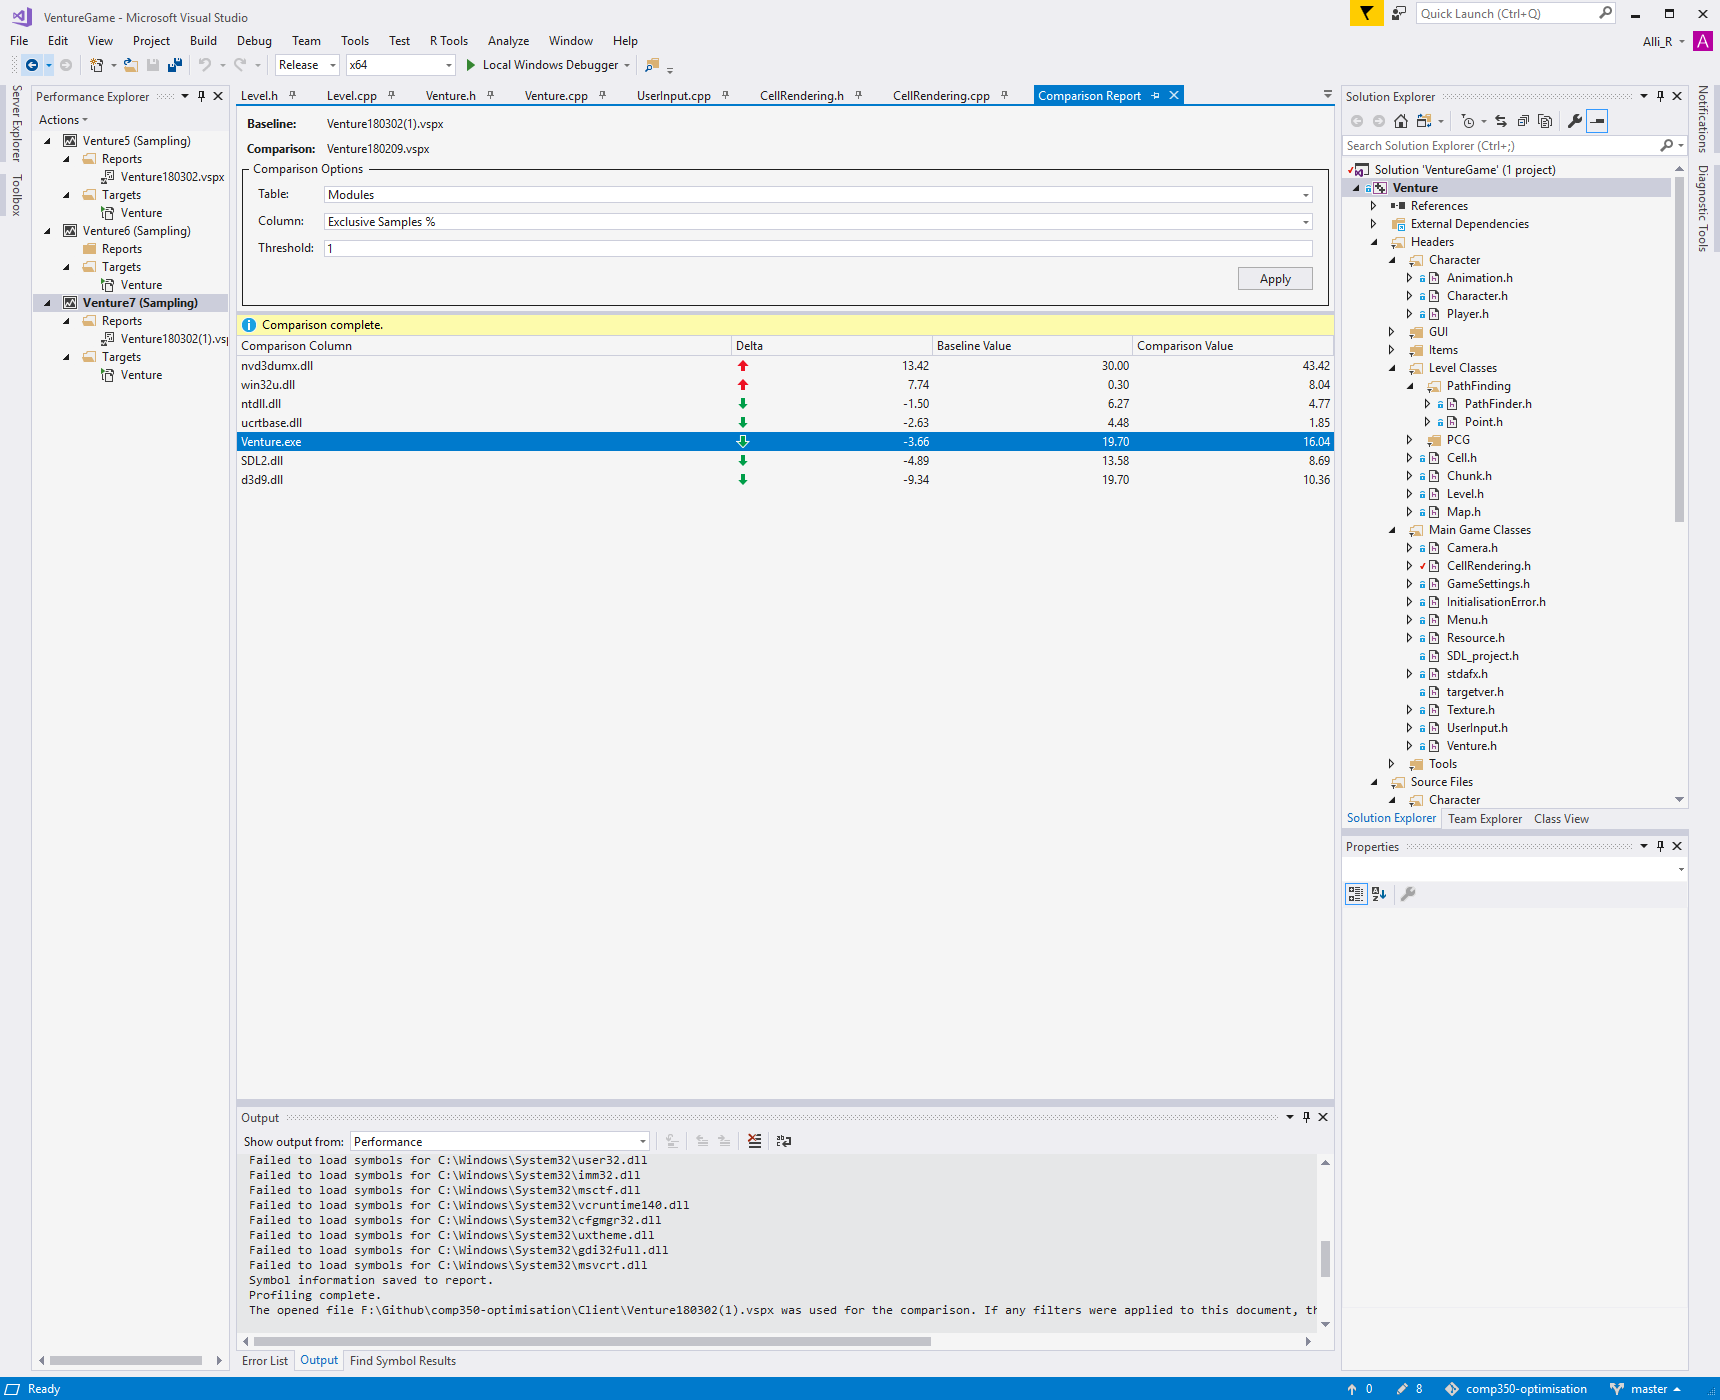 VentureGame - Microsoft Visual Studio
Quick Launch (Ctrl+Q)
File Edit View Project Build Debug Team Tools Test R Tools Analyze Window Help
Alli_R A
Release x64 Local Windows Debugger
Server Explorer
Toolbox
Performance Explorer
Actions
Venture5 (Sampling)
Reports
Venture180302.vspx
Targets
Venture
Venture6 (Sampling)
Reports
Targets
Venture
Venture7 (Sampling)
Reports
Venture180302(1).vsp
Targets
Venture
Level.h Level.cpp Venture.h Venture.cpp UserInput.cpp CellRendering.h CellRendering.cpp Comparison Report
Baseline: Venture180302(1).vspx
Comparison: Venture180209.vspx
Comparison Options
Table: Modules
Column: Exclusive Samples %
Threshold: 1
Apply
Comparison complete.
Comparison Column Delta Baseline Value Comparison Value
nvd3dumx.dll 13.42 30.00 43.42
win32u.dll 7.74 0.30 8.04
ntdll.dll -1.50 6.27 4.77
ucrtbase.dll -2.63 4.48 1.85
Venture.exe -3.66 19.70 16.04
SDL2.dll -4.89 13.58 8.69
d3d9.dll -9.34 19.70 10.36
Output
Show output from: Performance
Failed to load symbols for C:\Windows\System32\user32.dll
Failed to load symbols for C:\Windows\System32\imm32.dll
Failed to load symbols for C:\Windows\System32\msctf.dll
Failed to load symbols for C:\Windows\System32\vcruntime140.dll
Failed to load symbols for C:\Windows\System32\cfgmgr32.dll
Failed to load symbols for C:\Windows\System32\uxtheme.dll
Failed to load symbols for C:\Windows\System32\gdi32full.dll
Failed to load symbols for C:\Windows\System32\msvcrt.dll
Symbol information saved to report.
Profiling complete.
The opened file F:\Github\comp350-optimisation\Client\Venture180302(1).vspx was used for the comparison. If any filters were applied to this document, th
Error List Output Find Symbol Results
Solution Explorer
Search Solution Explorer (Ctrl+;)
Solution 'VentureGame' (1 project)
Venture
References
External Dependencies
Headers
Character
Animation.h
Character.h
Player.h
GUI
Items
Level Classes
PathFinding
PathFinder.h
Point.h
PCG
Cell.h
Chunk.h
Level.h
Map.h
Main Game Classes
Camera.h
CellRendering.h
GameSettings.h
InitialisationError.h
Menu.h
Resource.h
SDL_project.h
stdafx.h
targetver.h
Texture.h
UserInput.h
Venture.h
Tools
Source Files
Character
Solution Explorer Team Explorer Class View
Properties
Notifications
Diagnostic Tools
Ready
0 8 comp350-optimisation master